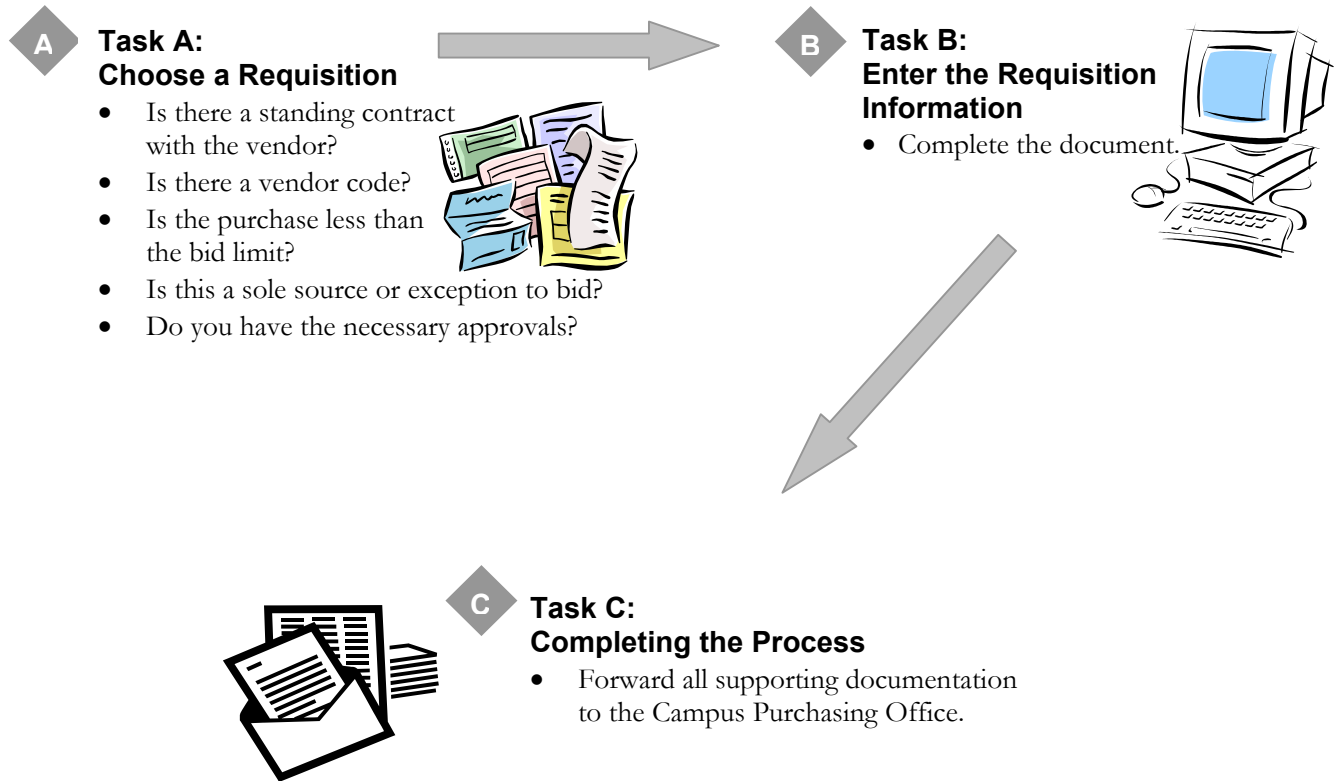 A
Task A:
Choose a Requisition
• Is there a standing contract
with the vendor?
• Is there a vendor code?
• Is the purchase less than
the bid limit?
• Is this a sole source or exception to bid?
• Do you have the necessary approvals?
B
Task B:
Enter the Requisition
Information
• Complete the document.
C
Task C:
Completing the Process
• Forward all supporting documentation
to the Campus Purchasing Office.